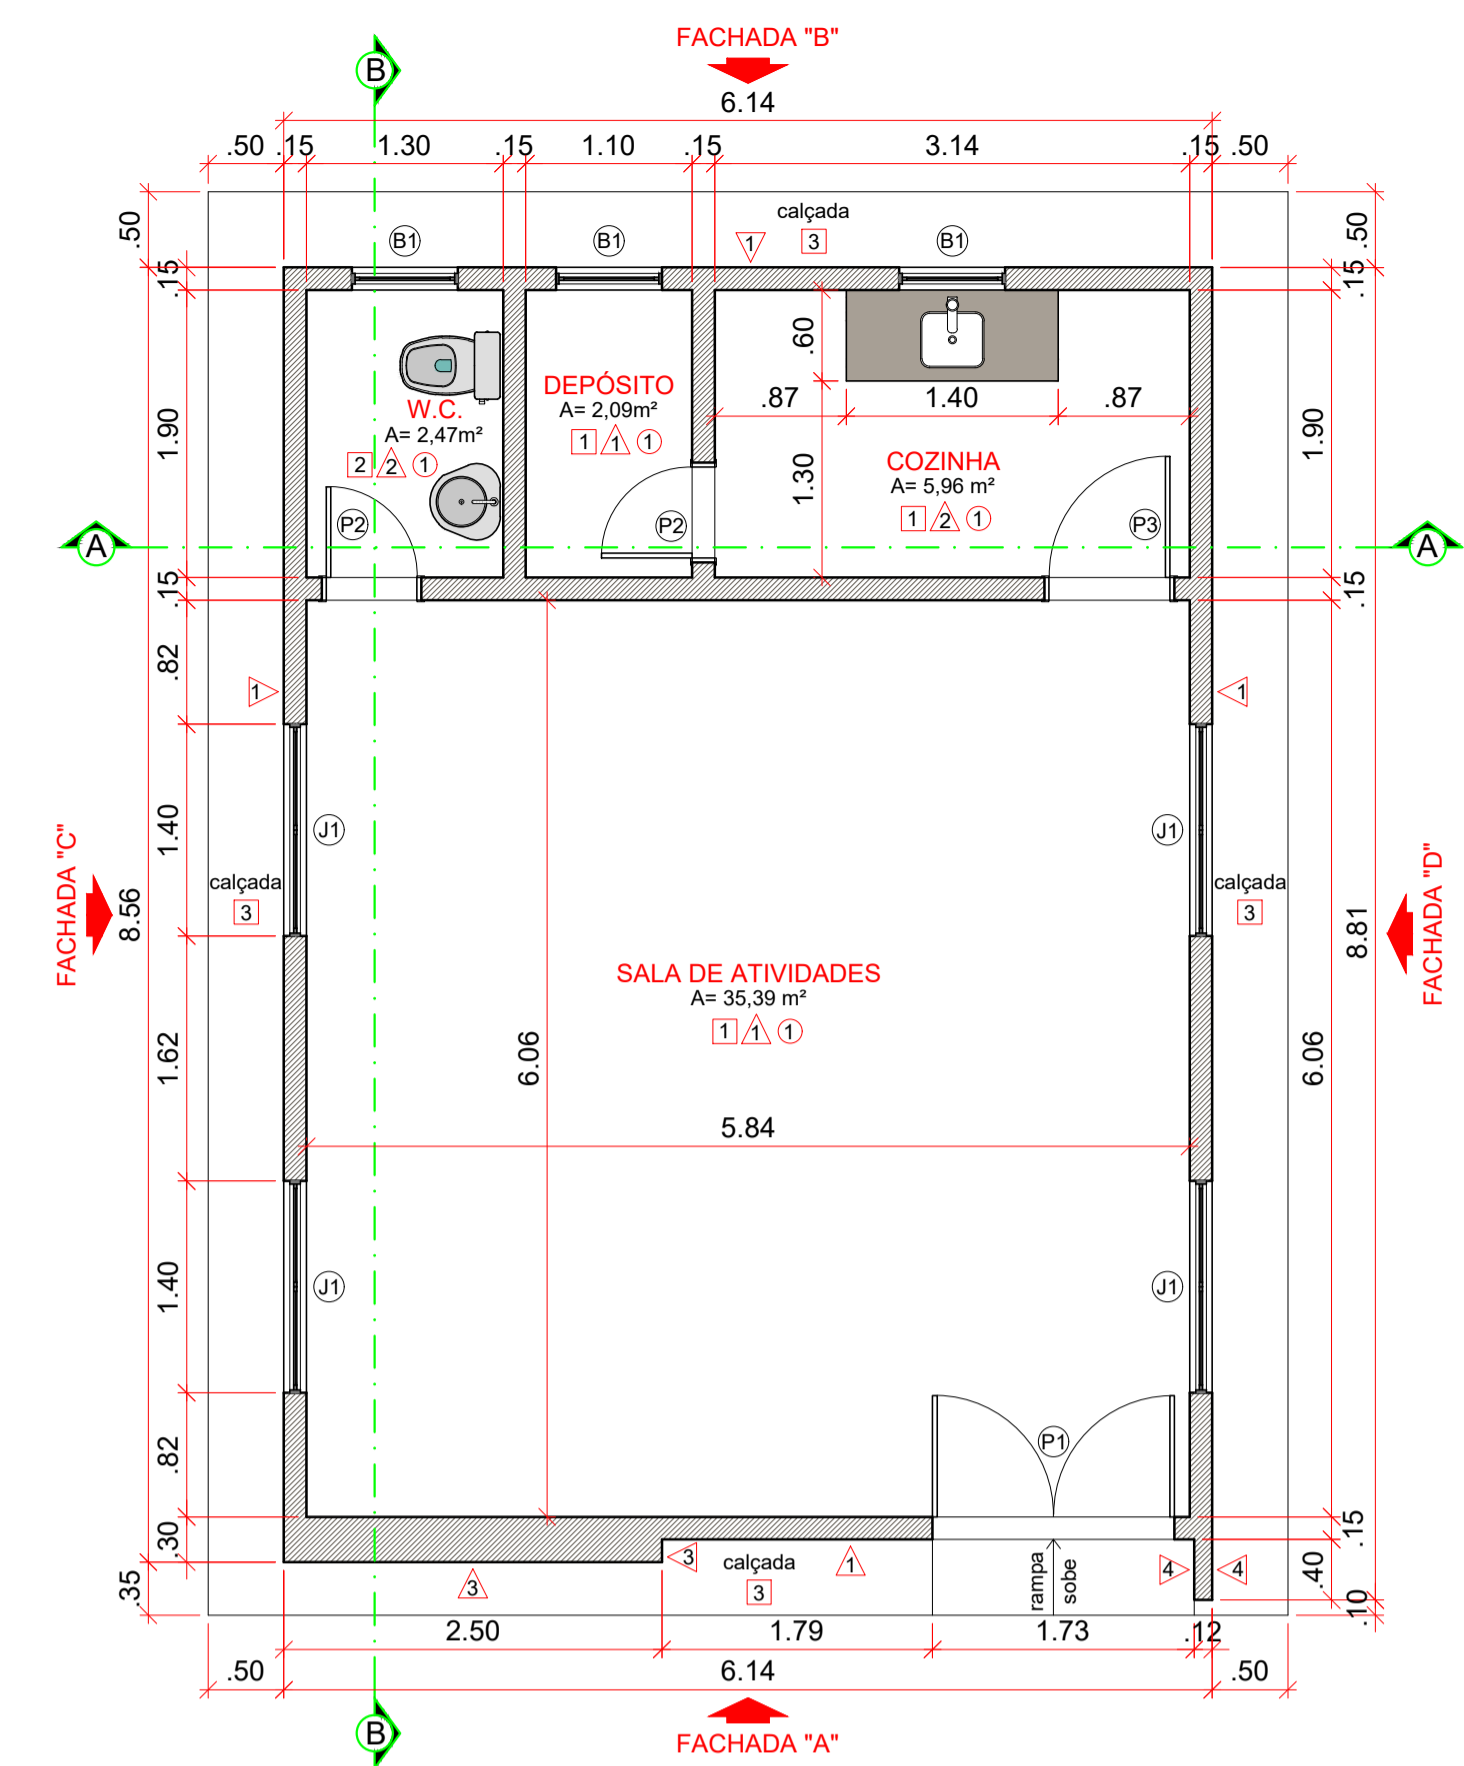 FACHADA "B"
B
6.14
.50 .15 1.30 .15 1.10 .15 3.14 .15 .50
.50
.50
calçada
3
1
B1
B1
B1
.15
.15
.60
DEPÓSITO
A= 2,09m²
1 1 1
W.C.
A= 2,47m²
2 2 1
.87 1.40 .87
1.90
1.90
1.30
COZINHA
A= 5,96 m²
1 2 1
P2
P2
P3
A
A
.15
.15
.82
1
1
1.40
J1
J1
FACHADA "C"
8.56
calçada
3
calçada
3
8.81
FACHADA "D"
SALA DE ATIVIDADES
A= 35,39 m²
1 1 1
1.62
6.06
6.06
5.84
1.40
J1
J1
.82
P1
.30
.15
3
calçada
3
1
rampa
sobe
4
4
.40
3
.35
.10
2.50 1.79 1.73 .12
.50 6.14 .50
B
FACHADA "A"